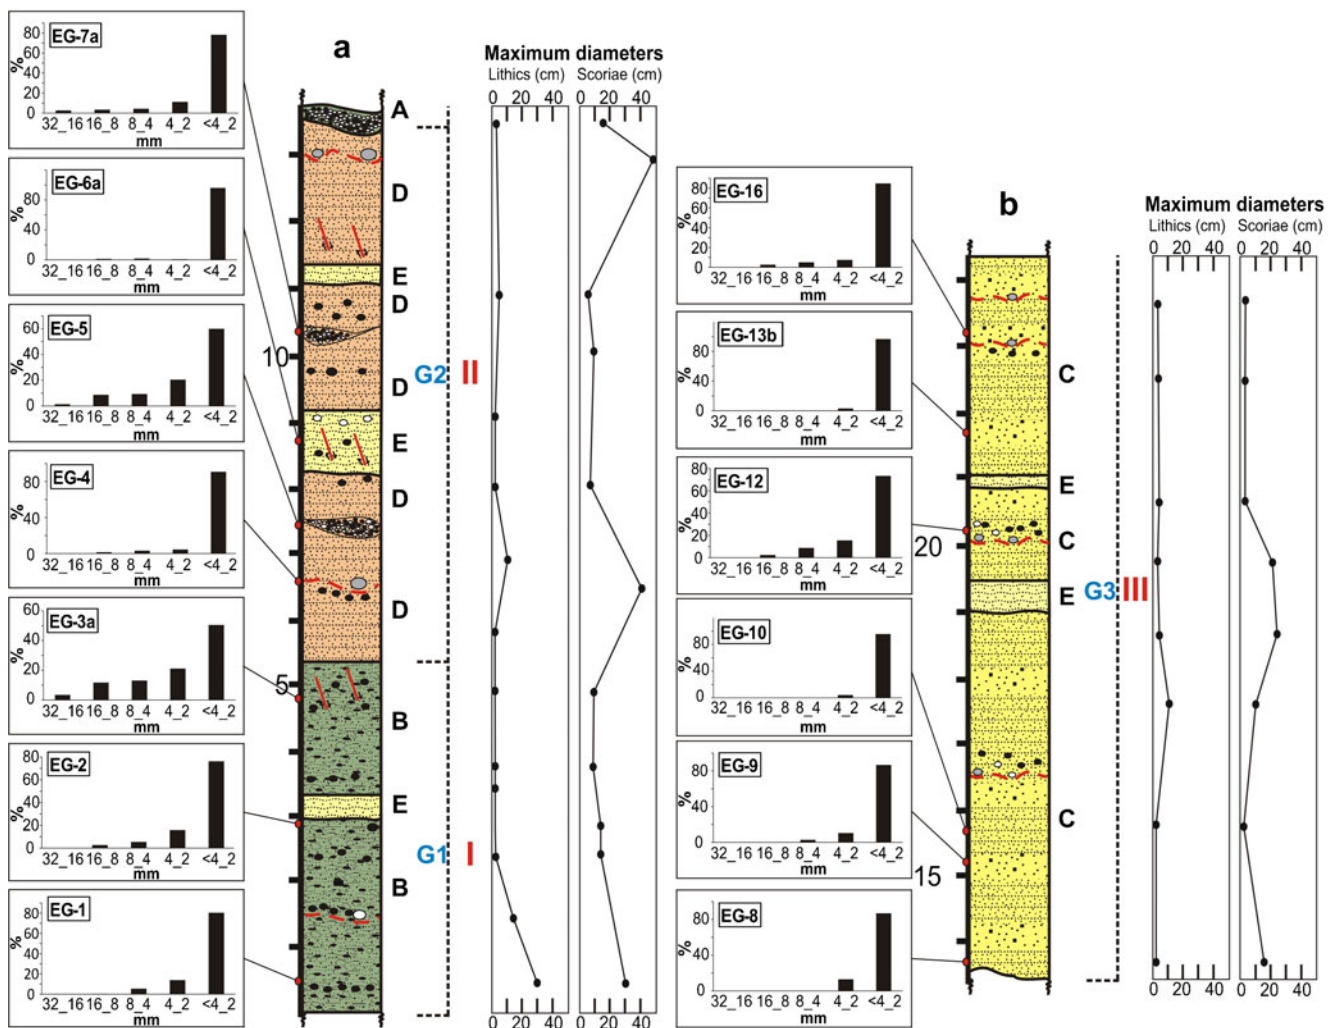 a
Maximum diameters
Lithics (cm) Scoriae (cm)
0 20 40 0 20 40
EG-7a
%
80
60
40
20
0
32_16 16_8 8_4 4_2 <4_2
mm
EG-6a
%
80
40
0
32_16 16_8 8_4 4_2 <4_2
mm
EG-5
%
60
40
20
0
32_16 16_8 8_4 4_2 <4_2
mm
EG-4
%
80
40
0
32_16 16_8 8_4 4_2 <4_2
mm
EG-3a
%
60
40
20
0
32_16 16_8 8_4 4_2 <4_2
mm
EG-2
%
80
60
40
20
0
32_16 16_8 8_4 4_2 <4_2
mm
EG-1
%
80
60
40
20
0
32_16 16_8 8_4 4_2 <4_2
mm
10
5
A
D
E
D
D
E
D
D
B
E
B
G2 II
G1 I
0 20 40 0 20 40
b
Maximum diameters
Lithics (cm) Scoriae (cm)
0 20 40 0 20 40
EG-16
%
80
60
40
20
0
32_16 16_8 8_4 4_2 <4_2
mm
EG-13b
%
80
40
0
32_16 16_8 8_4 4_2 <4_2
mm
EG-12
%
80
60
40
20
0
32_16 16_8 8_4 4_2 <4_2
mm
EG-10
%
80
40
0
32_16 16_8 8_4 4_2 <4_2
mm
EG-9
%
80
40
0
32_16 16_8 8_4 4_2 <4_2
mm
EG-8
%
80
60
40
20
0
32_16 16_8 8_4 4_2 <4_2
mm
20
15
C
E
C
E
C
G3 III
0 20 40 0 20 40